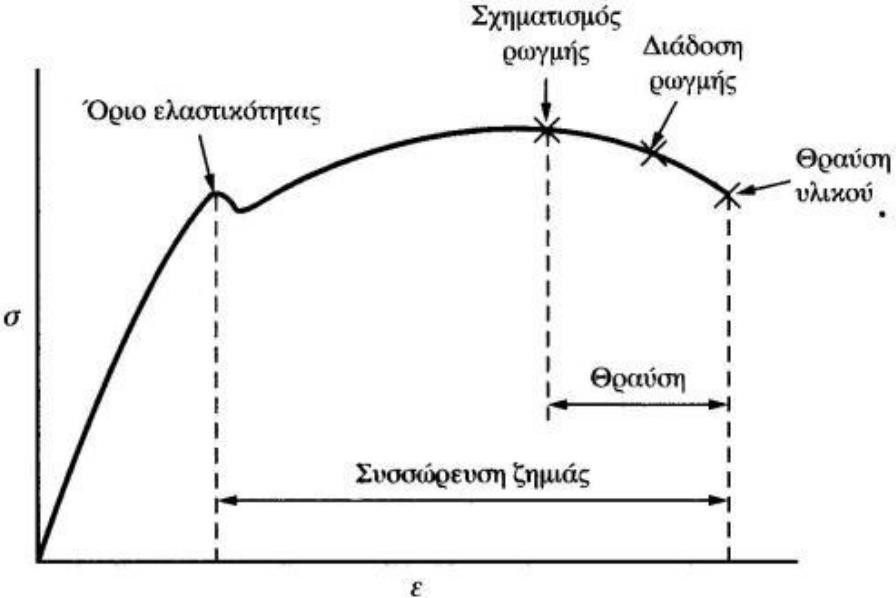 Σχηματισμός
ρωγμής
Διάδοση
ρωγμής
Όριο ελαστικότητας
Θραύση
υλικού
σ
Θραύση
Συσσώρευση ζημιάς
ε